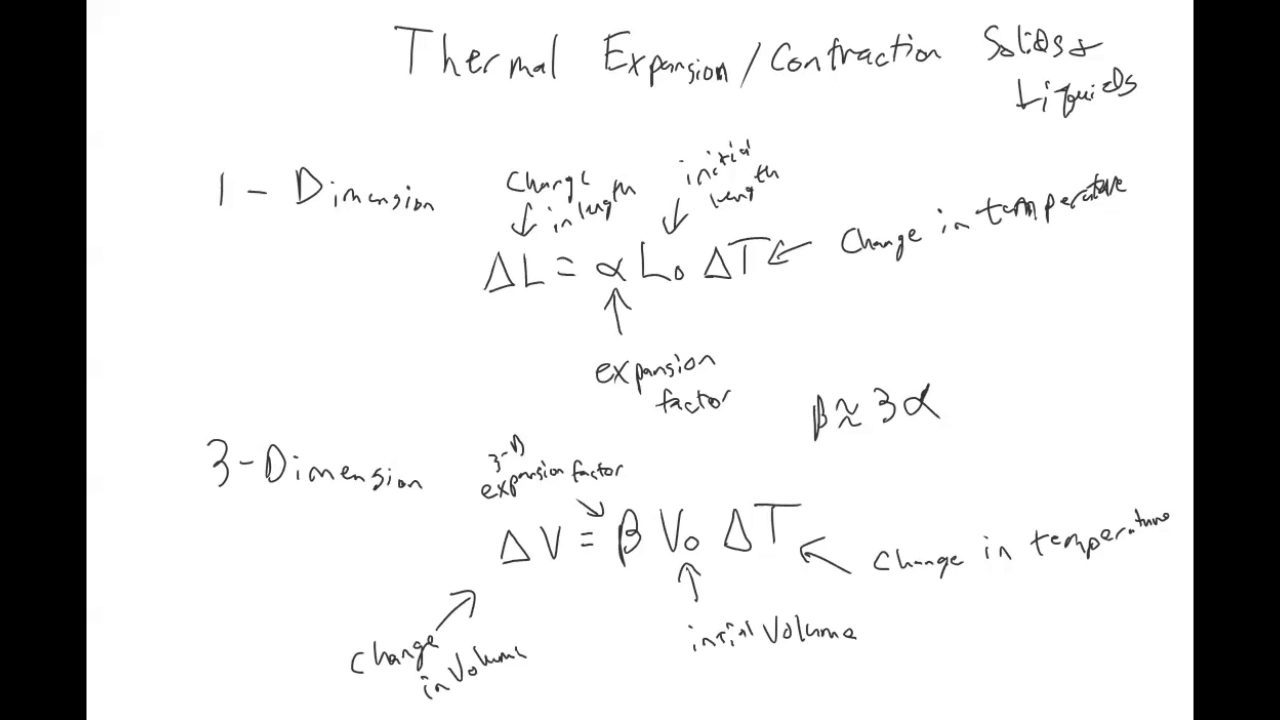 Thermal Expansion/Contraction Solids &
Liquids
1 - Dimension
Change
in length
initial
length
Change in temperature
ΔL = α L₀ ΔT
expansion
factor
β ≈ 3α
3-Dimension
3-D
expansion factor
ΔV = β V₀ ΔT
Change in temperature
Change
in Volume
intial Volume